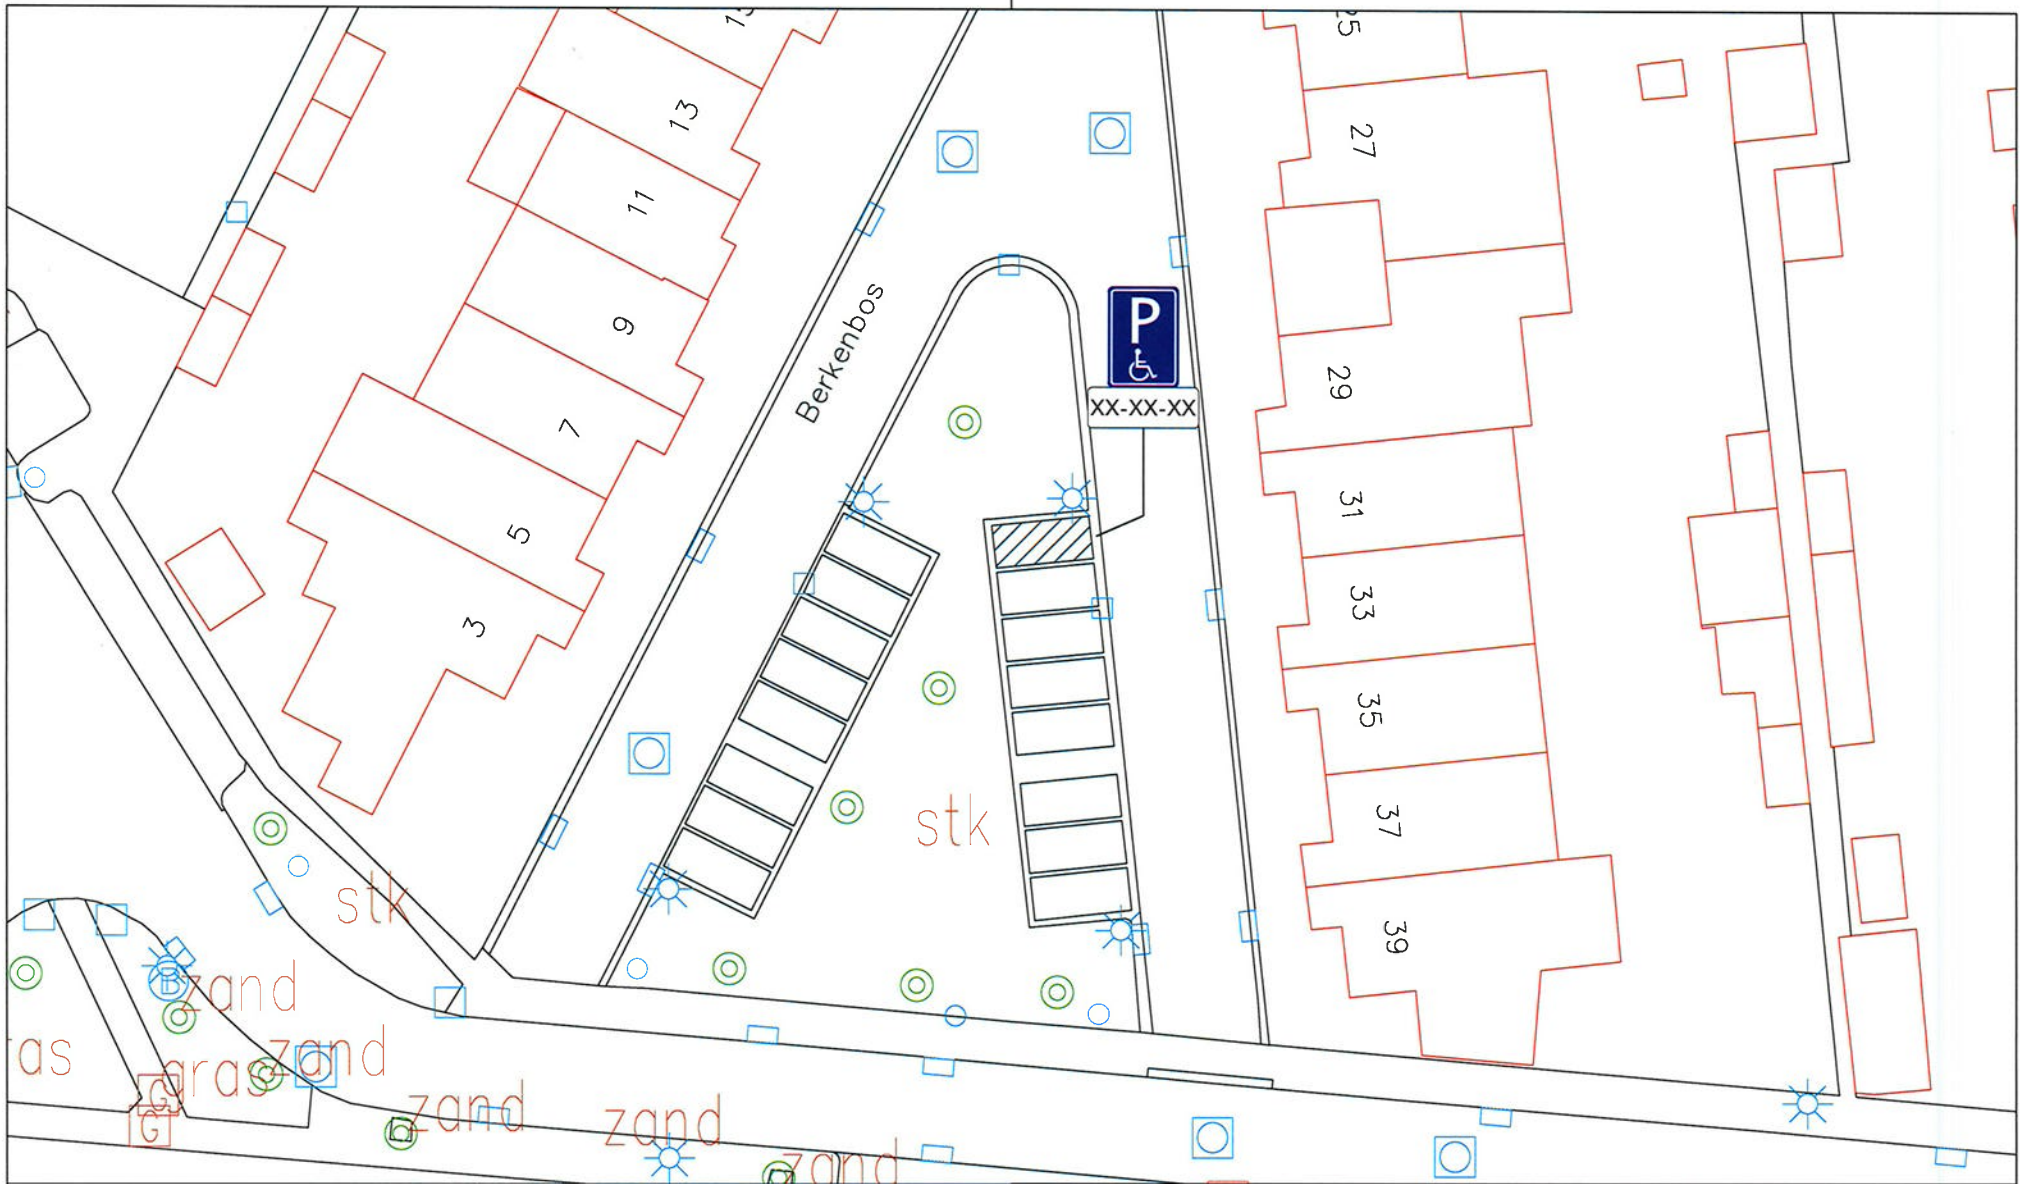 13
11
9
7
5
3
Berkenbos
P
XX-XX-XX
25
27
29
31
33
35
37
39
stk
stk
zand
as
gras
zand
G
G
B
zand
zand
zand